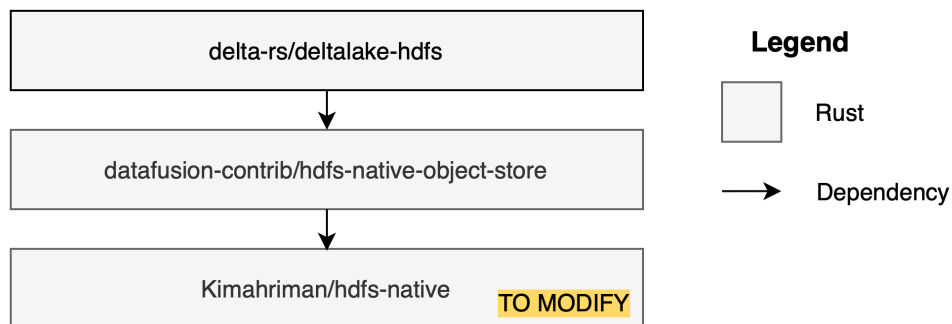 delta-rs/deltalake-hdfs
datafusion-contrib/hdfs-native-object-store
Kimahriman/hdfs-native
TO MODIFY
Legend
Rust
Dependency